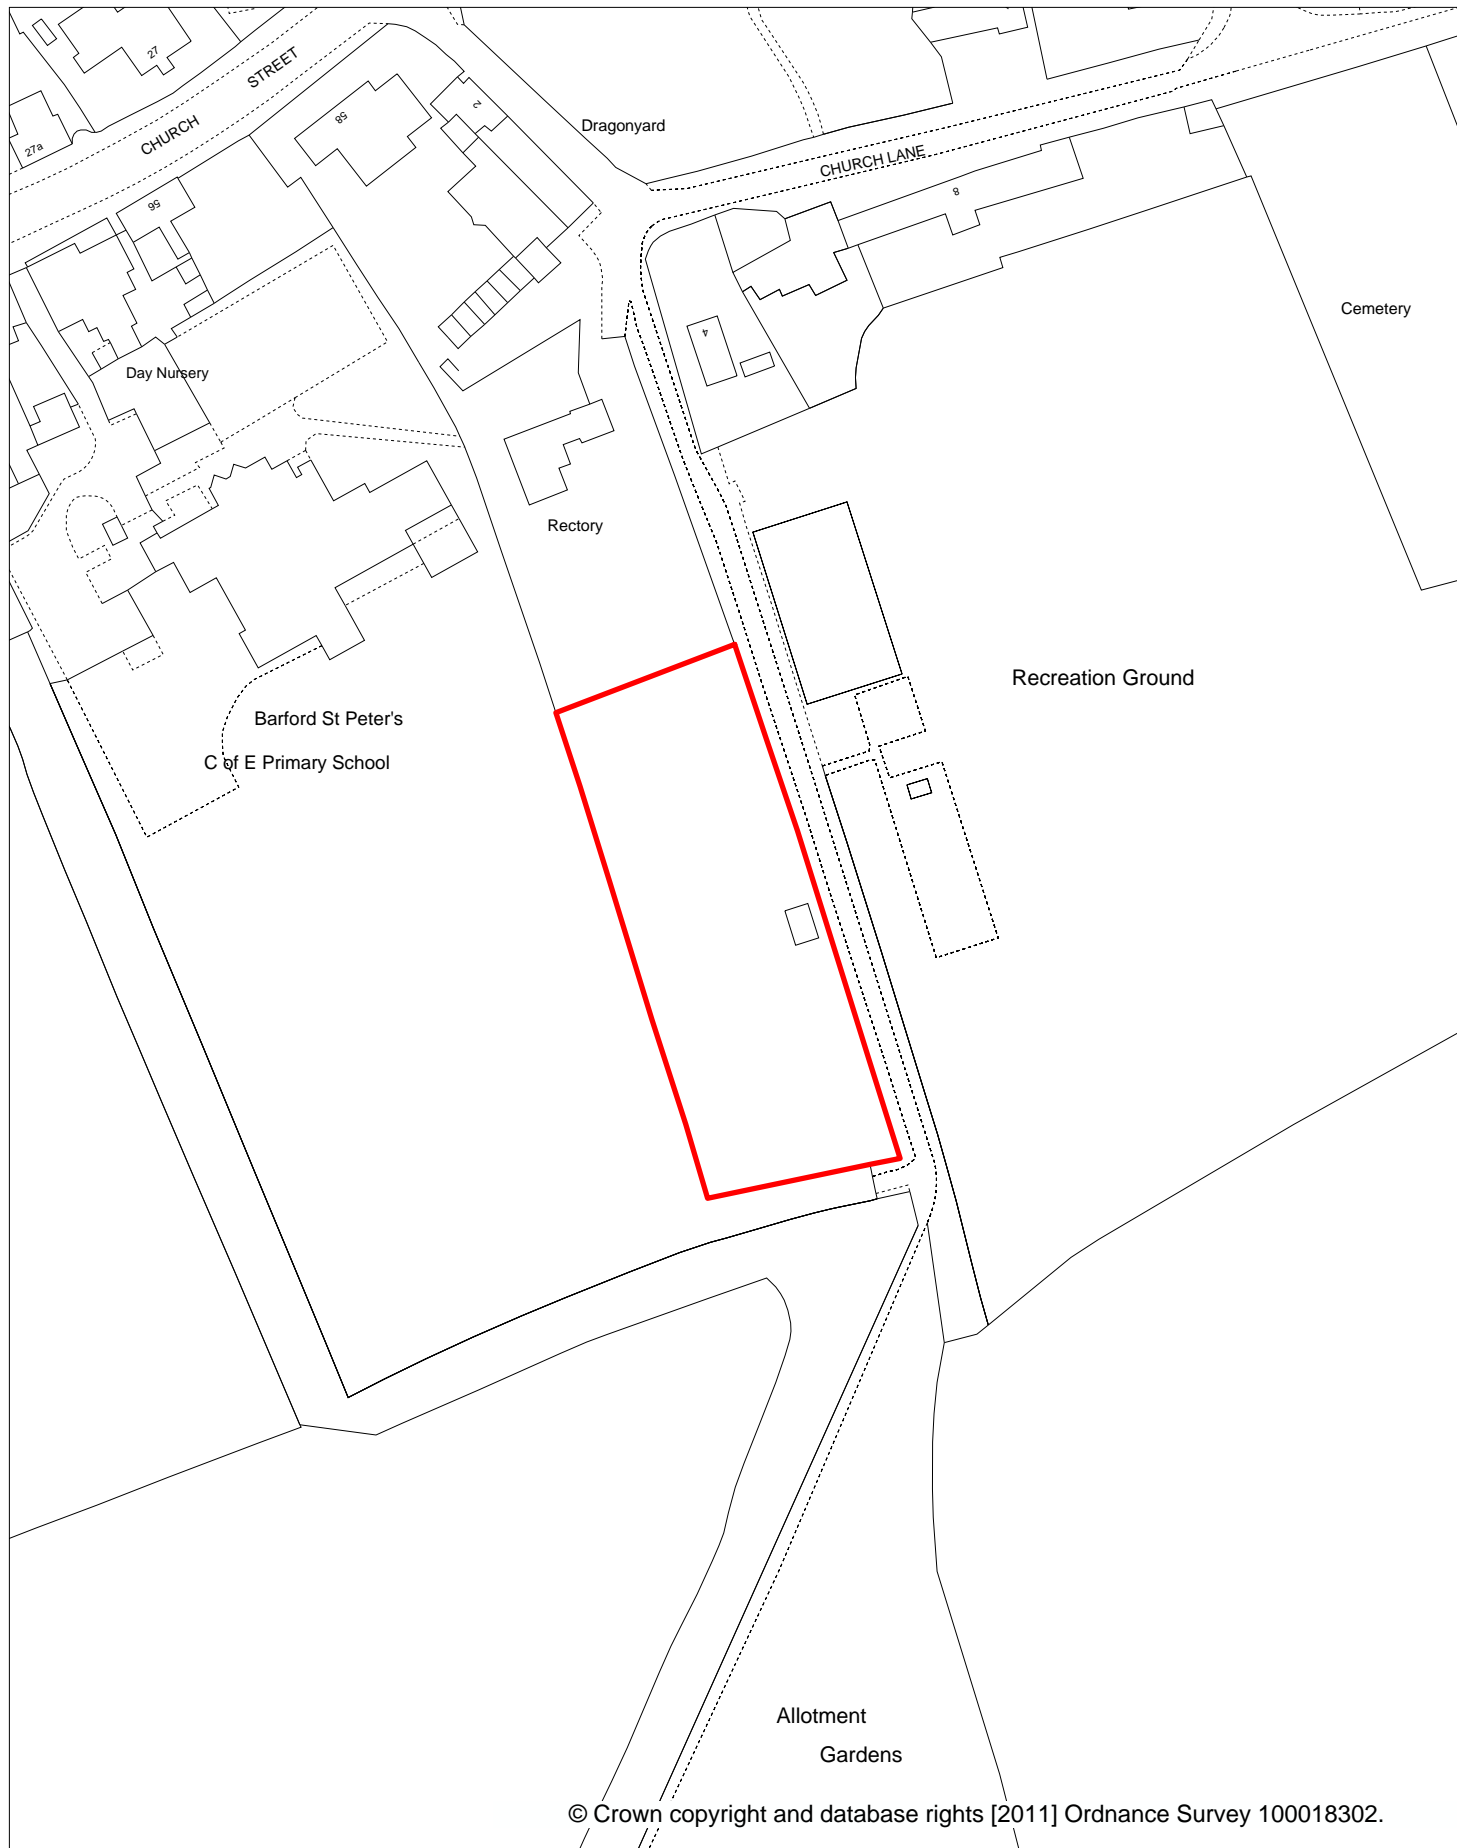 27
STREET
CHURCH
27a
58
2
Dragonyard
CHURCH LANE
56
8
4
Cemetery
Day Nursery
Rectory
Recreation Ground
Barford St Peter's
C of E Primary School
Allotment
Gardens
© Crown copyright and database rights [2011] Ordnance Survey 100018302.